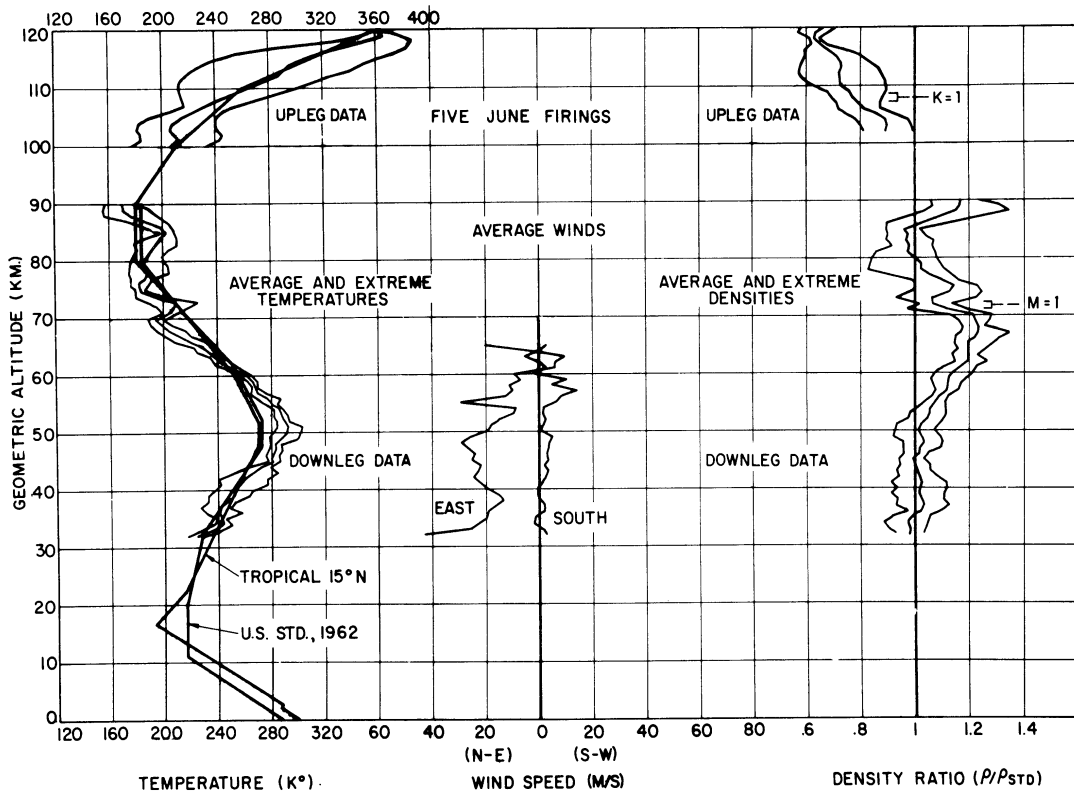 120 160 200 240 280 320 360 400
120
110
100
90
80
70
60
50
40
30
20
10
0
GEOMETRIC ALTITUDE (KM.)
UPLEG DATA
FIVE JUNE FIRINGS
UPLEG DATA
K=1
AVERAGE WINDS
AVERAGE AND EXTREME
TEMPERATURES
AVERAGE AND EXTREME
DENSITIES
M=1
DOWNLEG DATA
DOWNLEG DATA
EAST
SOUTH
TROPICAL 15°N
U.S. STD., 1962
120 160 200 240 280 320 360 40 20 0 20 40 .6 .8 1 1.2 1.4
(N-E) (S-W)
TEMPERATURE (K°).
WIND SPEED (M/S)
DENSITY RATIO (ρ/ρSTD)